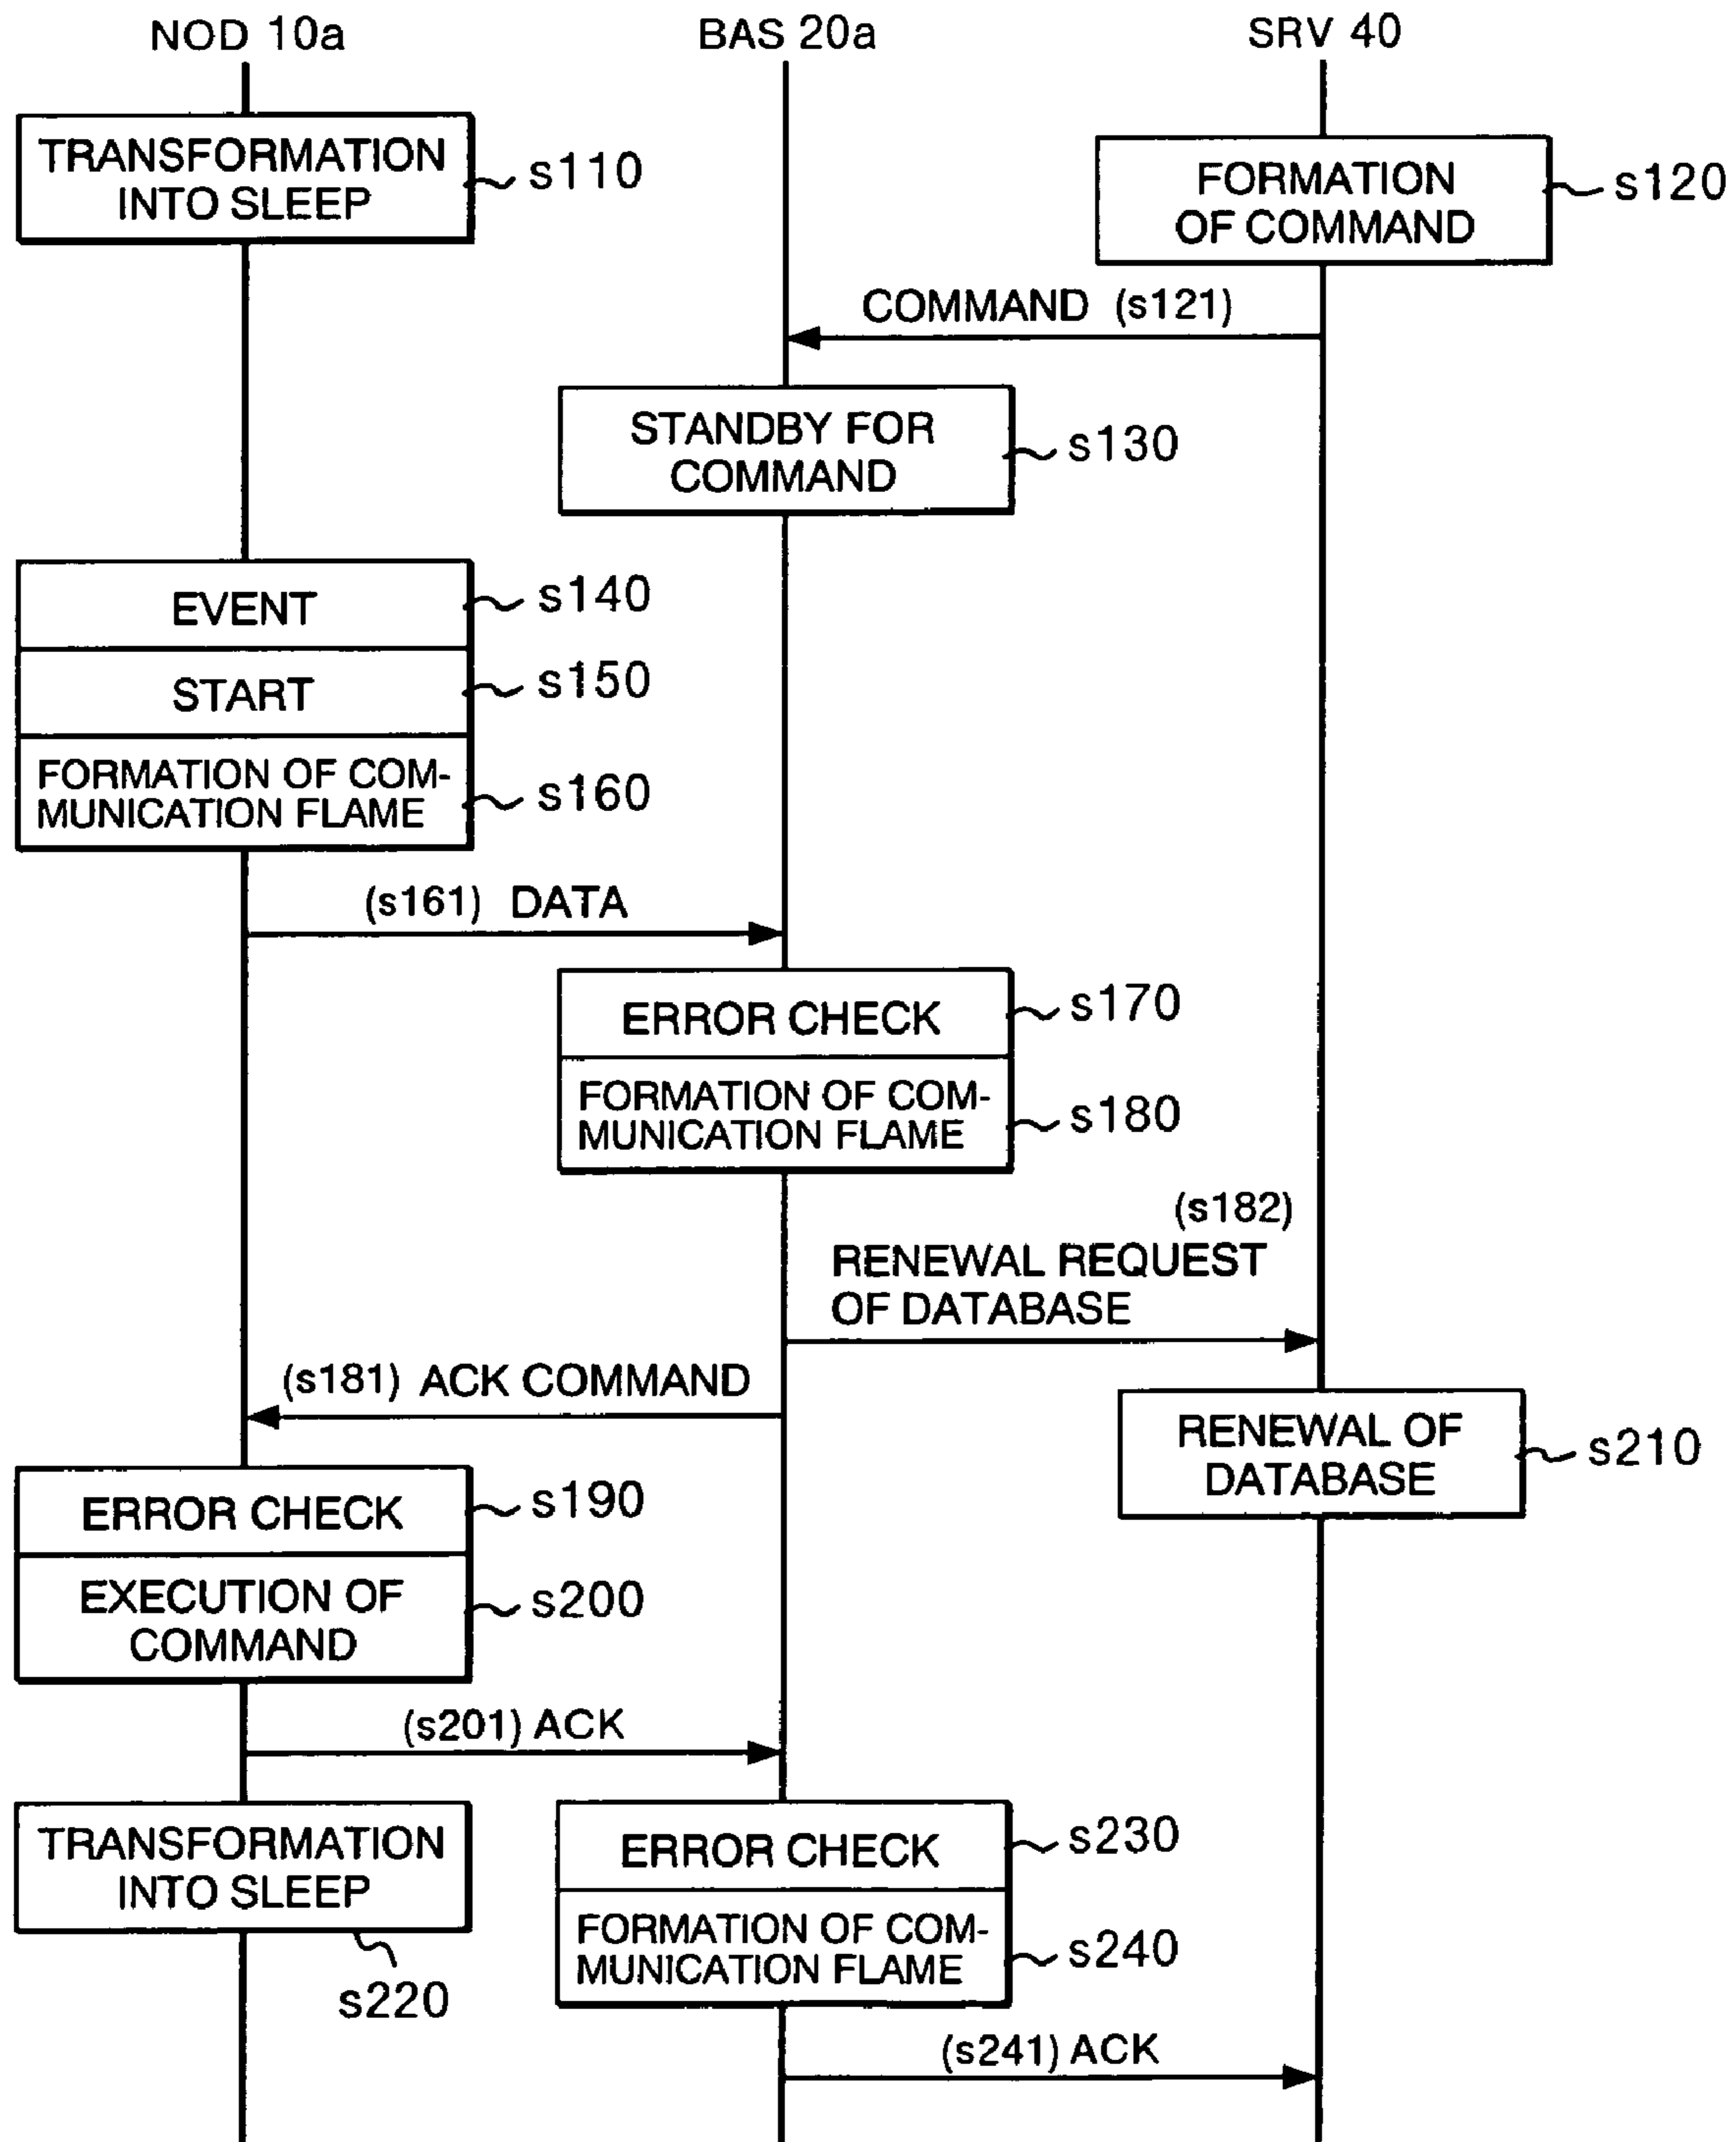 NOD 10a
BAS 20a
SRV 40
TRANSFORMATION
INTO SLEEP
s110
FORMATION
OF COMMAND
s120
COMMAND (s121)
STANDBY FOR
COMMAND
s130
EVENT
s140
START
s150
FORMATION OF COM-
MUNICATION FLAME
s160
(s161) DATA
ERROR CHECK
s170
FORMATION OF COM-
MUNICATION FLAME
s180
(s182)
RENEWAL REQUEST
OF DATABASE
(s181) ACK COMMAND
RENEWAL OF
DATABASE
s210
ERROR CHECK
s190
EXECUTION OF
COMMAND
s200
(s201) ACK
TRANSFORMATION
INTO SLEEP
s220
ERROR CHECK
s230
FORMATION OF COM-
MUNICATION FLAME
s240
(s241) ACK